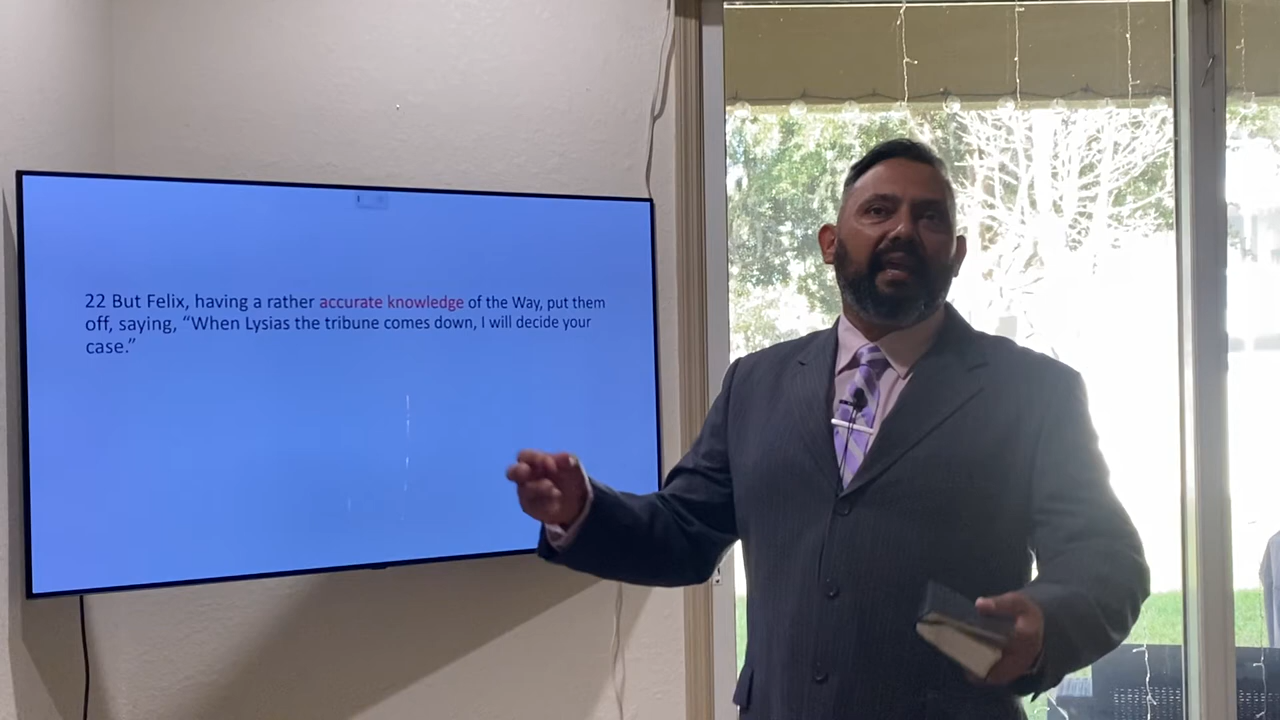 22 But Felix, having a rather accurate knowledge of the Way, put them
off, saying, “When Lysias the tribune comes down, I will decide your
case.”